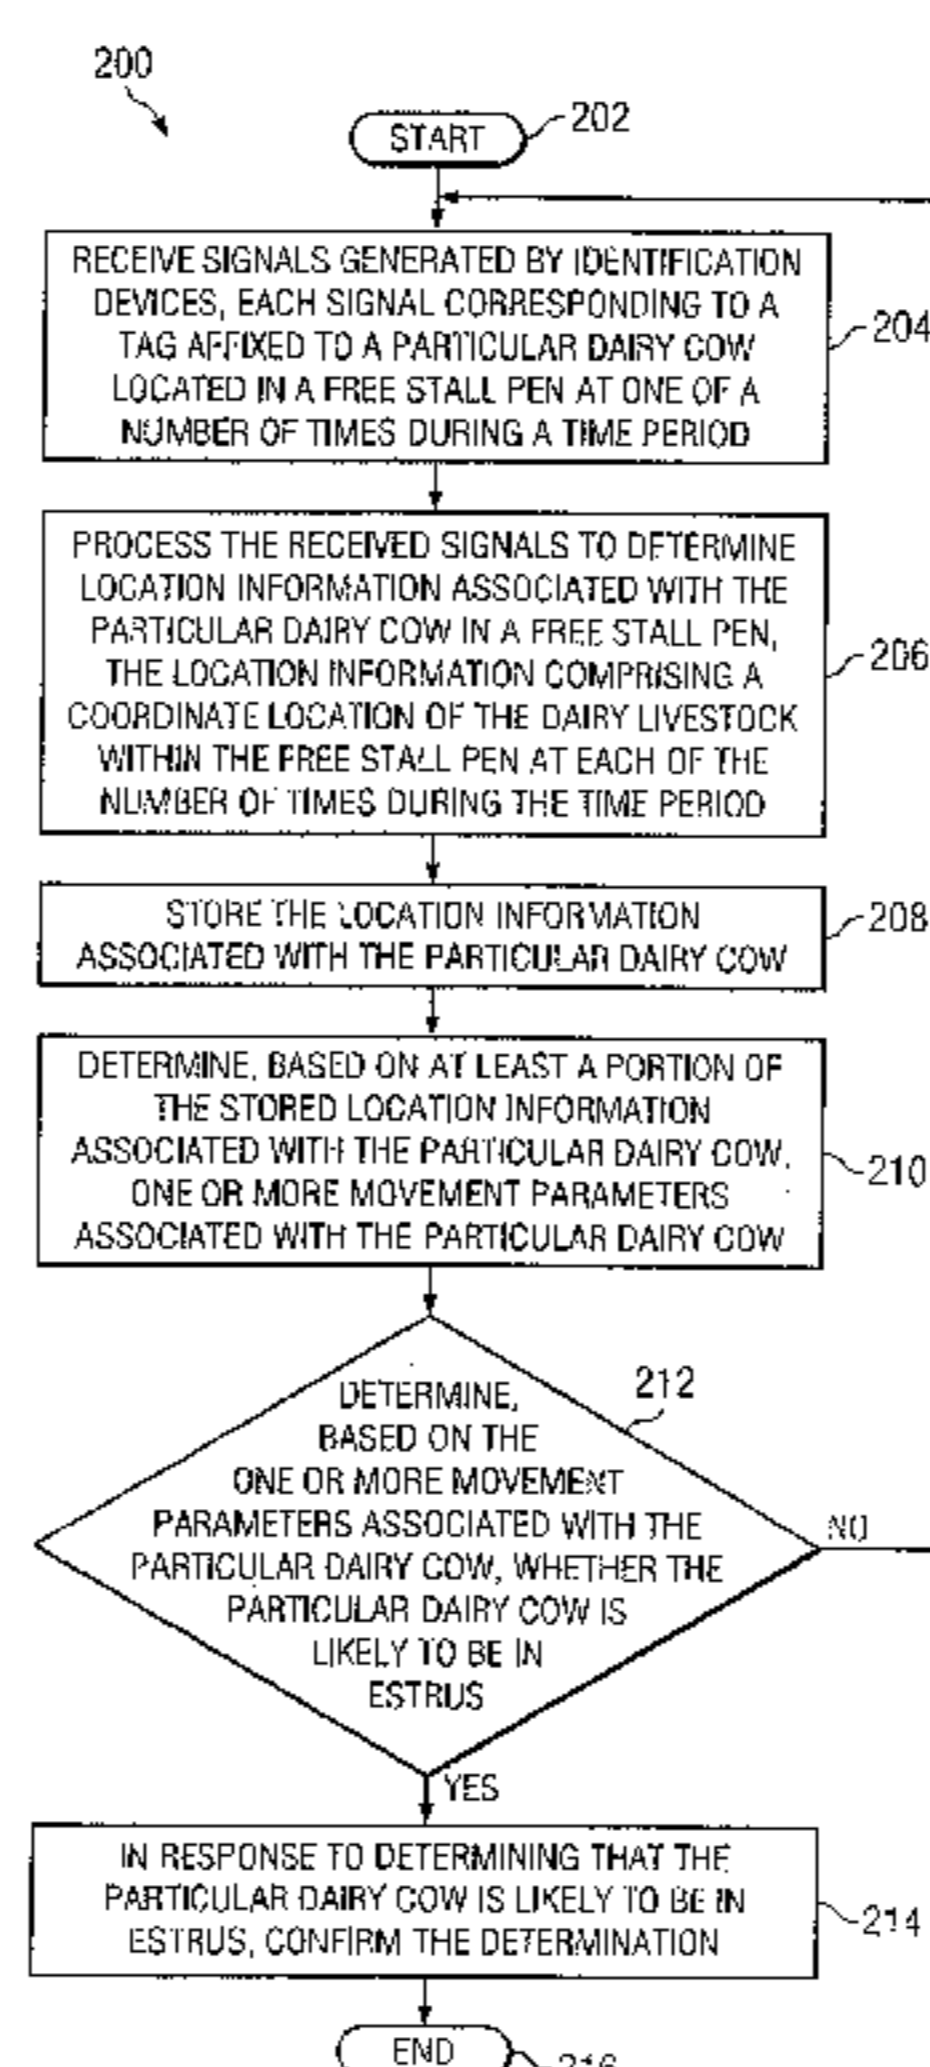 200
START
202
RECEIVE SIGNALS GENERATED BY IDENTIFICATION
DEVICES, EACH SIGNAL CORRESPONDING TO A
TAG AFFIXED TO A PARTICULAR DAIRY COW
LOCATED IN A FREE STALL PEN AT ONE OF A
NUMBER OF TIMES DURING A TIME PERIOD
204
PROCESS THE RECEIVED SIGNALS TO DETERMINE
LOCATION INFORMATION ASSOCIATED WITH THE
PARTICULAR DAIRY COW IN A FREE STALL PEN,
THE LOCATION INFORMATION COMPRISING A
COORDINATE LOCATION OF THE DAIRY LIVESTOCK
WITHIN THE FREE STALL PEN AT EACH OF THE
NUMBER OF TIMES DURING THE TIME PERIOD
206
STORE THE LOCATION INFORMATION
ASSOCIATED WITH THE PARTICULAR DAIRY COW
208
DETERMINE, BASED ON AT LEAST A PORTION OF
THE STORED LOCATION INFORMATION
ASSOCIATED WITH THE PARTICULAR DAIRY COW,
ONE OR MORE MOVEMENT PARAMETERS
ASSOCIATED WITH THE PARTICULAR DAIRY COW
210
212
DETERMINE,
BASED ON THE
ONE OR MORE MOVEMENT
PARAMETERS ASSOCIATED WITH THE
PARTICULAR DAIRY COW, WHETHER THE
PARTICULAR DAIRY COW IS
LIKELY TO BE IN
ESTRUS
NO
YES
IN RESPONSE TO DETERMINING THAT THE
PARTICULAR DAIRY COW IS LIKELY TO BE IN
ESTRUS, CONFIRM THE DETERMINATION
214
END
216